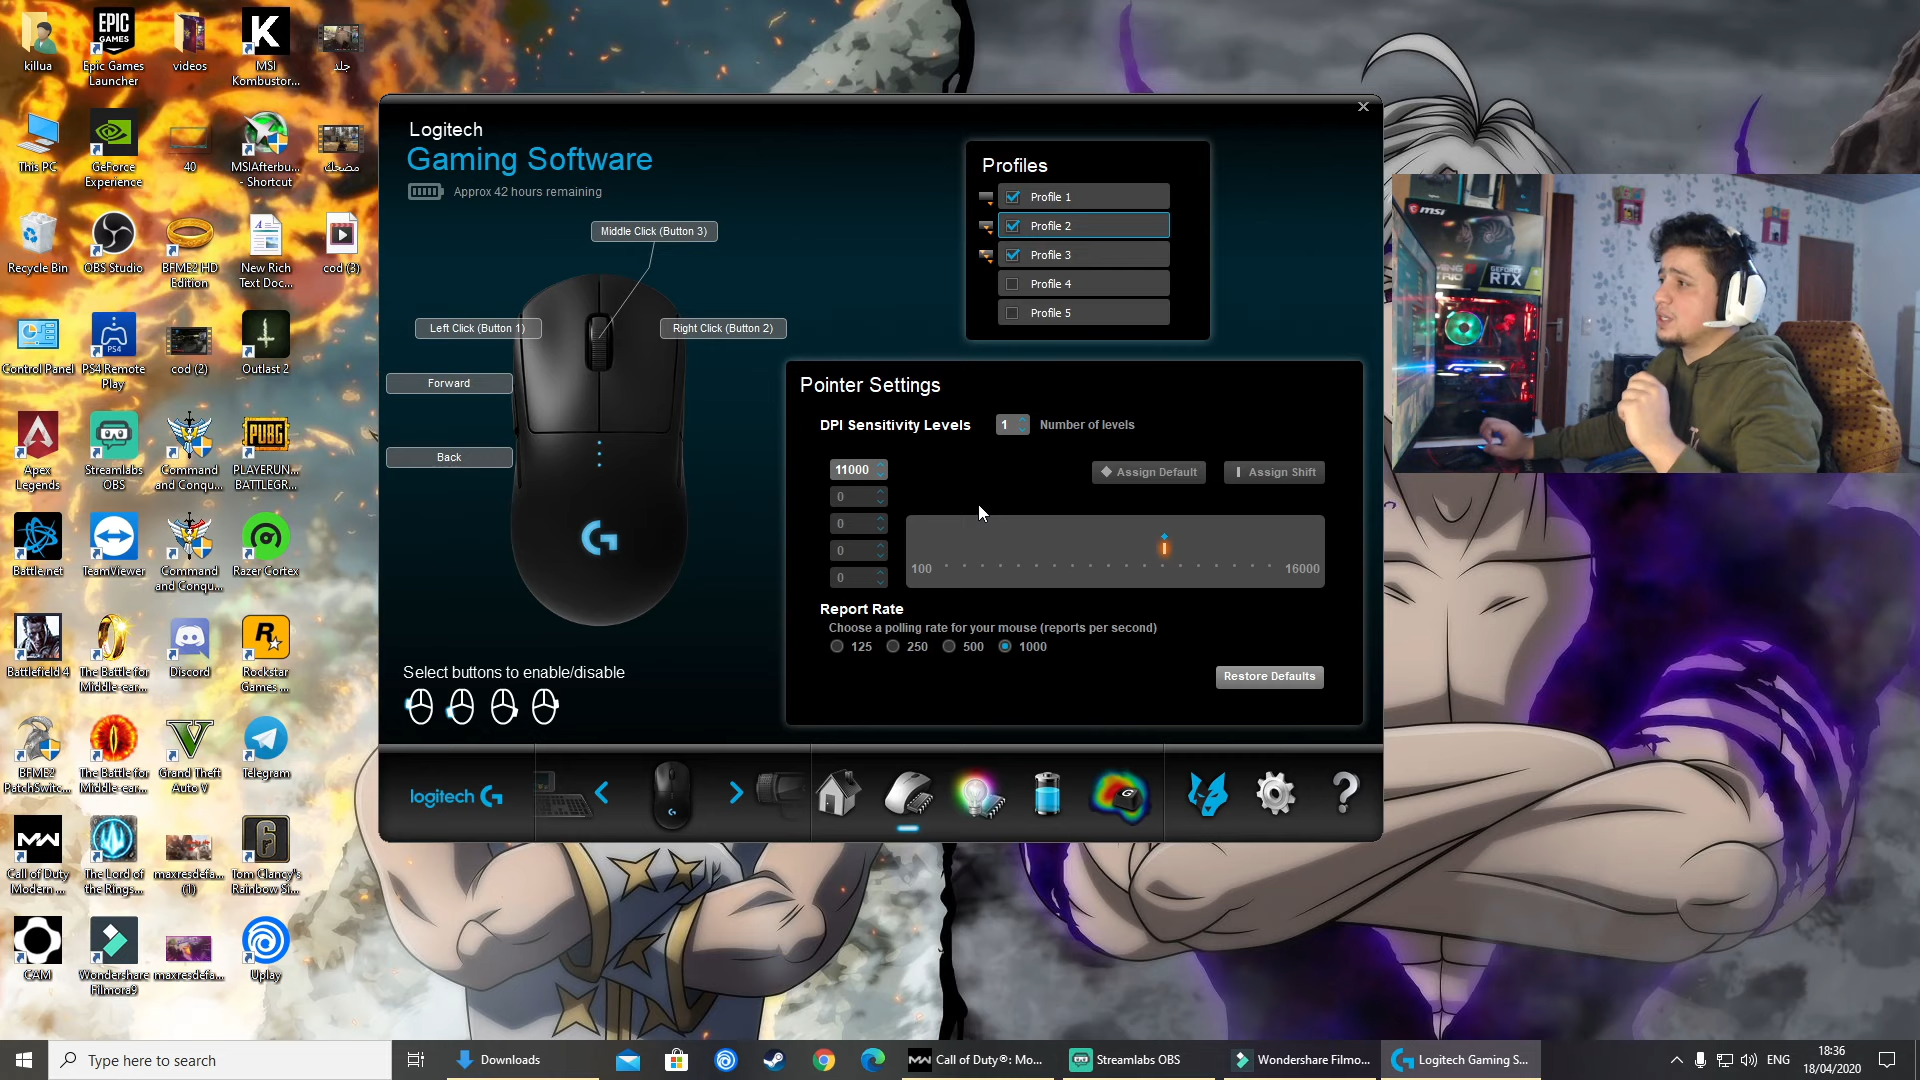 killua
Epic Games
Launcher
videos
MSI
Kombustor...
جلد
This PC
GeForce
Experience
40
MSIAfterbu...
- Shortcut
مضحك
Recycle Bin
OBS Studio
BFME2 HD
Edition
New Rich
Text Doc...
cod (3)
Control Panel
PS4 Remote
Play
cod (2)
Outlast 2
Apex
Legends
Streamlabs
OBS
Command
and Conqu...
PLAYERUN...
BATTLEGR...
Battle.net
TeamViewer
Command
and Conqu...
Razer Cortex
Battlefield 4
The Battle for
Middle-ear...
Discord
Rockstar
Games ...
BFME2
PatchSwitc...
The Battle for
Middle-ear...
Grand Theft
Auto V
Telegram
Call of Duty
Modern ...
The Lord of
the Rings...
maxresdefa...
(1)
Tom Clancy's
Rainbow Si...
CAM
Wondershare
Filmora9
maxresdefa...
Uplay
EPIC
GAMES
PS4
PUBG
MW
Logitech
Gaming Software
Approx 42 hours remaining
Middle Click (Button 3)
Left Click (Button 1)
Right Click (Button 2)
Forward
Back
Select buttons to enable/disable
Profiles
Profile 1
Profile 2
Profile 3
Profile 4
Profile 5
Pointer Settings
DPI Sensitivity Levels 1 Number of levels
11000
Assign Default
Assign Shift
0
0
0
0
100
16000
Report Rate
Choose a polling rate for your mouse (reports per second)
125 250 500 1000
Restore Defaults
logitech G
?
msi
GEFORCE
RTX
Type here to search
Downloads
Call of Duty®: Mo...
Streamlabs OBS
Wondershare Filmo...
Logitech Gaming S...
ENG
18:36
18/04/2020